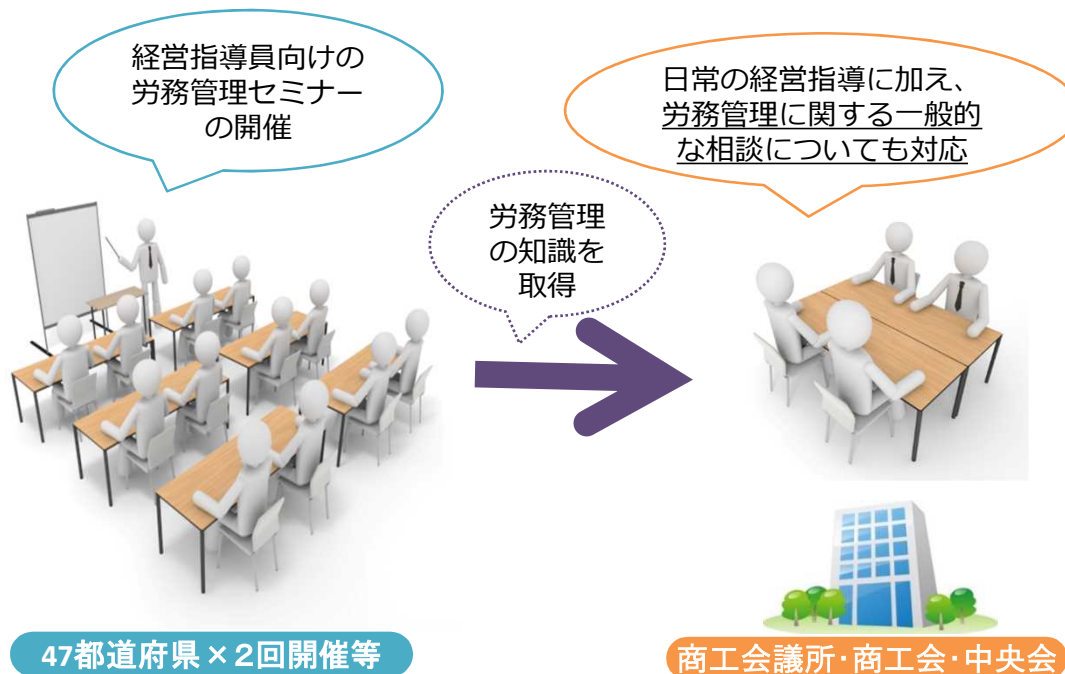 経営指導員向けの
労務管理セミナー
の開催
日常の経営指導に加え、
労務管理に関する一般的
な相談についても対応
労務管理
の知識を
取得
47都道府県×2回開催等
商工会議所・商工会・中央会